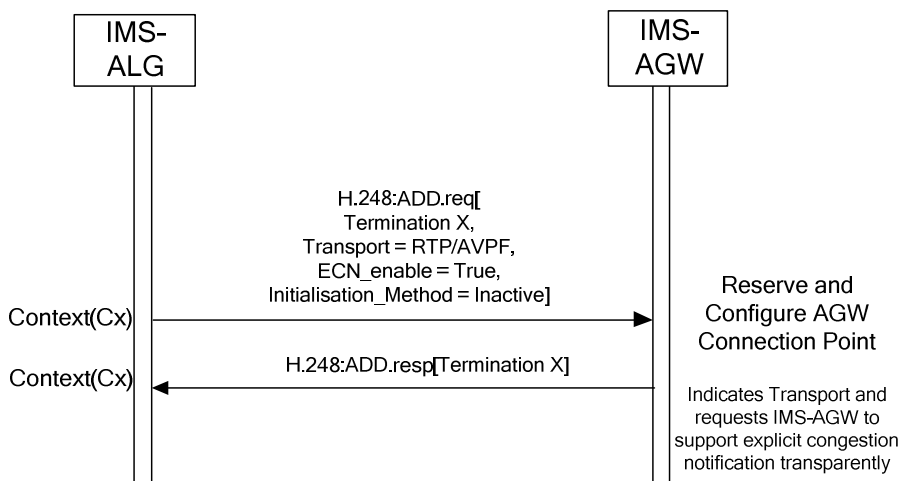 IMS-
ALG
IMS-
AGW
H.248:ADD.req[
Termination X,
Transport = RTP/AVPF,
ECN_enable = True,
Initialisation_Method = Inactive]
Context(Cx)
Reserve and
Configure AGW
Connection Point
H.248:ADD.resp[Termination X]
Context(Cx)
Indicates Transport and
requests IMS-AGW to
support explicit congestion
notification transparently